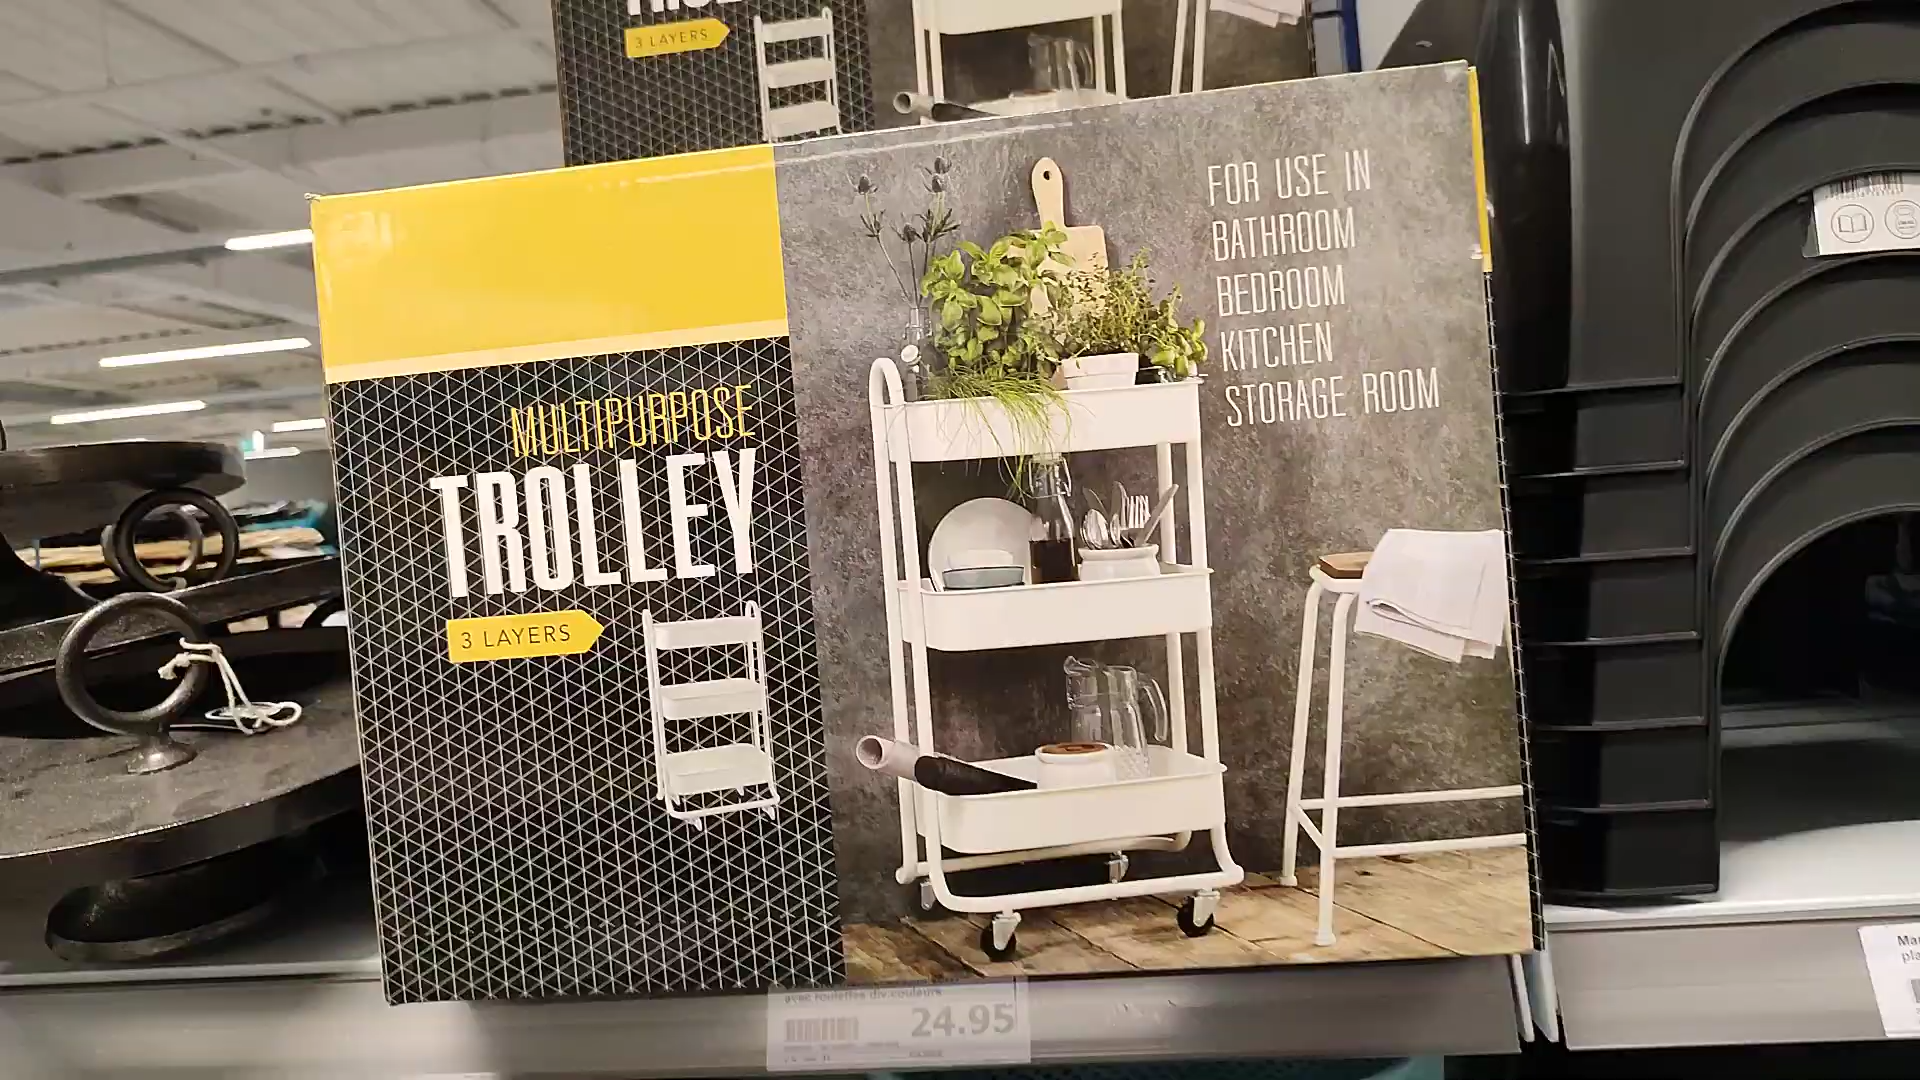 3 LAYERS
MULTIPURPOSE
TROLLEY
3 LAYERS
FOR USE IN
BATHROOM
BEDROOM
KITCHEN
STORAGE ROOM
avec roulettes div.couleurs
24.95